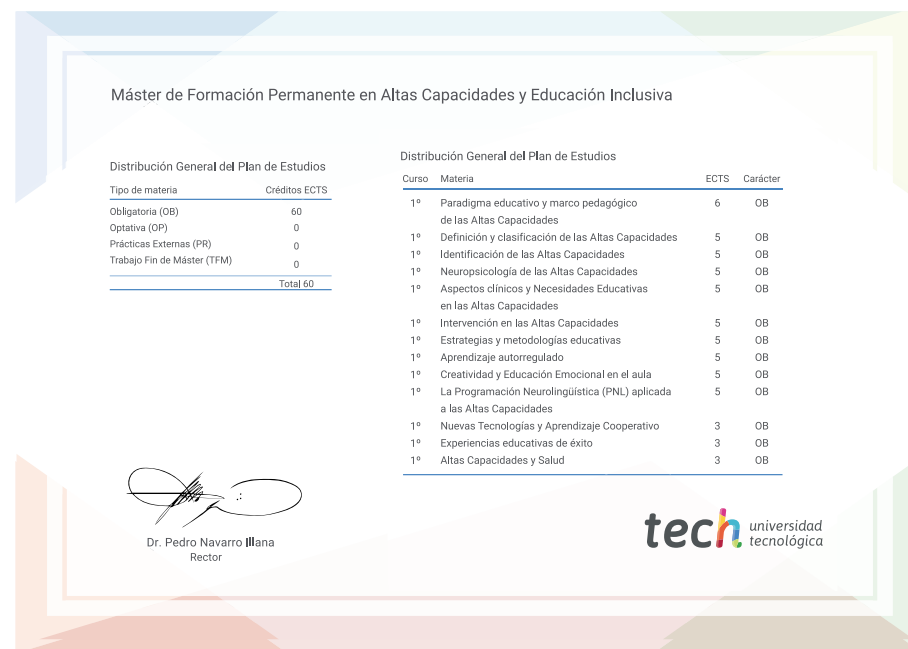 Máster de Formación Permanente en Altas Capacidades y Educación Inclusiva
Distribución General del Plan de Estudios
Tipo de materia Créditos ECTS
Obligatoria (OB) 60
Optativa (OP) 0
Prácticas Externas (PR) 0
Trabajo Fin de Máster (TFM) 0
Total 60
Distribución General del Plan de Estudios
Curso Materia ECTS Carácter
1º Paradigma educativo y marco pedagógico 6 OB
de las Altas Capacidades
1º Definición y clasificación de las Altas Capacidades 5 OB
1º Identificación de las Altas Capacidades 5 OB
1º Neuropsicología de las Altas Capacidades 5 OB
1º Aspectos clínicos y Necesidades Educativas 5 OB
en las Altas Capacidades
1º Intervención en las Altas Capacidades 5 OB
1º Estrategias y metodologías educativas 5 OB
1º Aprendizaje autorregulado 5 OB
1º Creatividad y Educación Emocional en el aula 5 OB
1º La Programación Neurolingüística (PNL) aplicada 5 OB
a las Altas Capacidades
1º Nuevas Tecnologías y Aprendizaje Cooperativo 3 OB
1º Experiencias educativas de éxito 3 OB
1º Altas Capacidades y Salud 3 OB
Dr. Pedro Navarro Illana
Rector
tech universidad
tecnológica